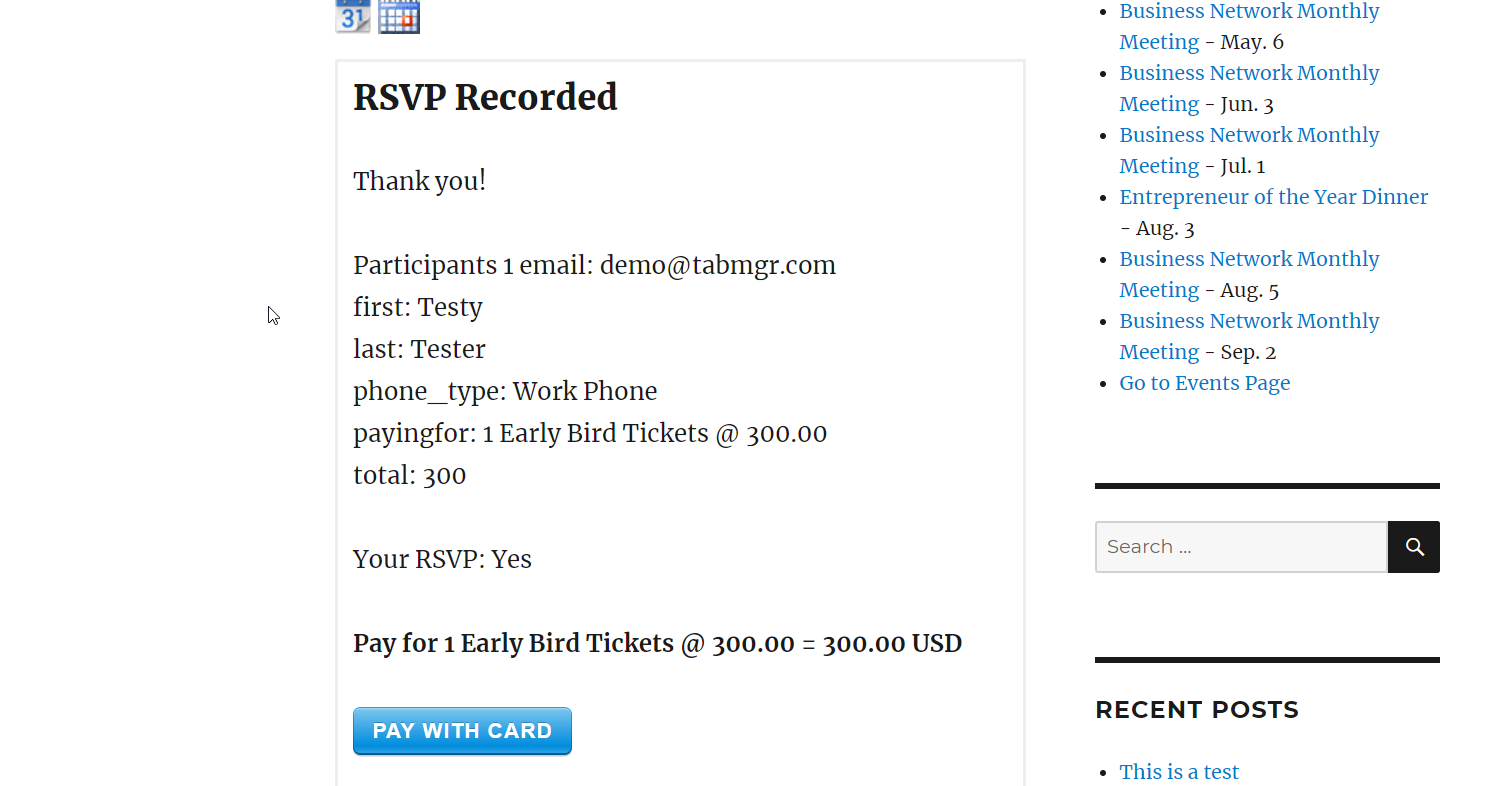 31
RSVP Recorded
Thank you!
Participants 1 email: demo@tabmgr.com
first: Testy
last: Tester
phone_type: Work Phone
payingfor: 1 Early Bird Tickets @ 300.00
total: 300
Your RSVP: Yes
Pay for 1 Early Bird Tickets @ 300.00 = 300.00 USD
PAY WITH CARD
Business Network Monthly
Meeting - May. 6
Business Network Monthly
Meeting - Jun. 3
Business Network Monthly
Meeting - Jul. 1
Entrepreneur of the Year Dinner
- Aug. 3
Business Network Monthly
Meeting - Aug. 5
Business Network Monthly
Meeting - Sep. 2
Go to Events Page
Search ...
RECENT POSTS
This is a test